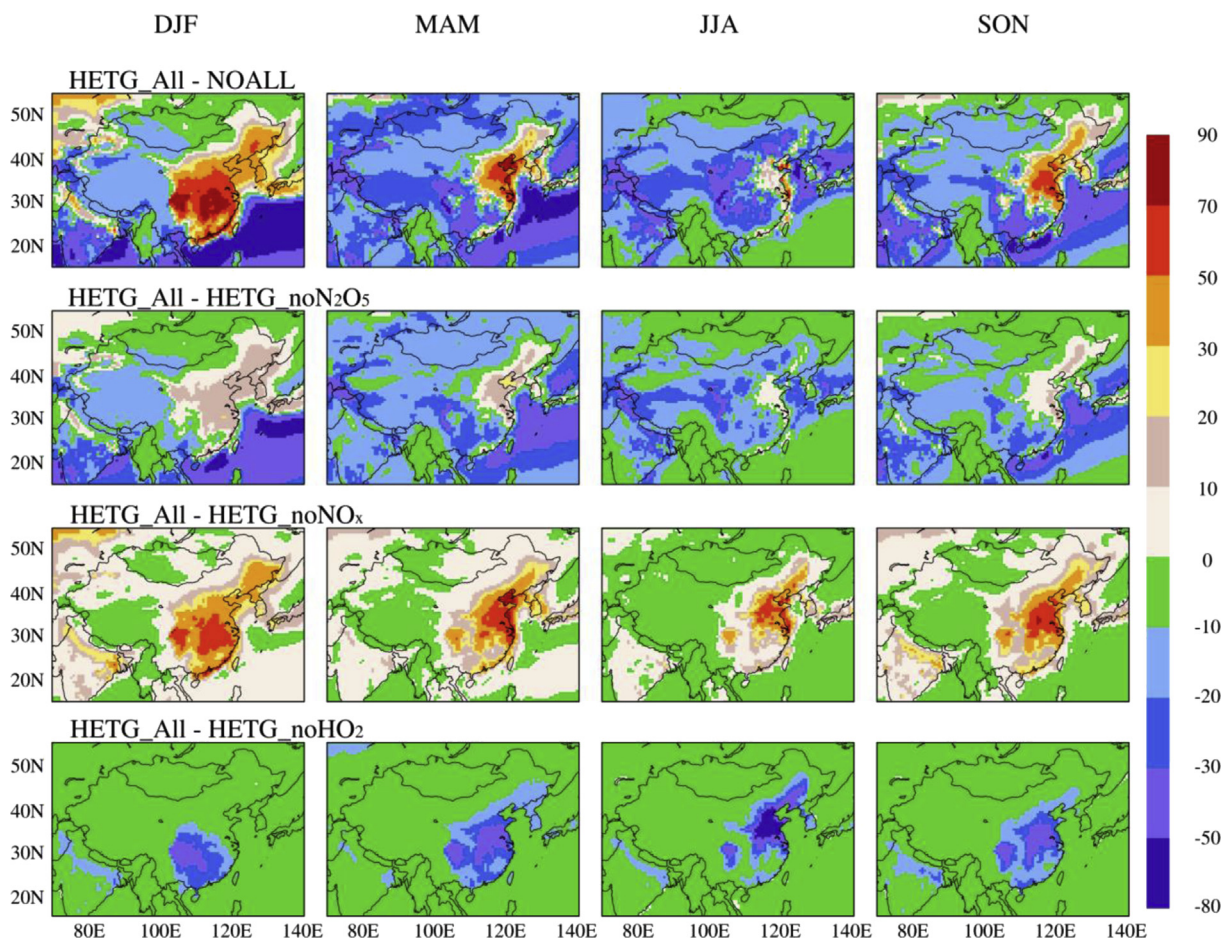 DJF MAM JJA SON
HETG_All - NOALL
50N
40N
30N
20N
HETG_All - HETG_noN₂O₅
50N
40N
30N
20N
HETG_All - HETG_noNOₓ
50N
40N
30N
20N
HETG_All - HETG_noHO₂
50N
40N
30N
20N
80E 100E 120E 140E 80E 100E 120E 140E 80E 100E 120E 140E 80E 100E 120E 140E
90
70
50
30
20
10
0
-10
-20
-30
-50
-80